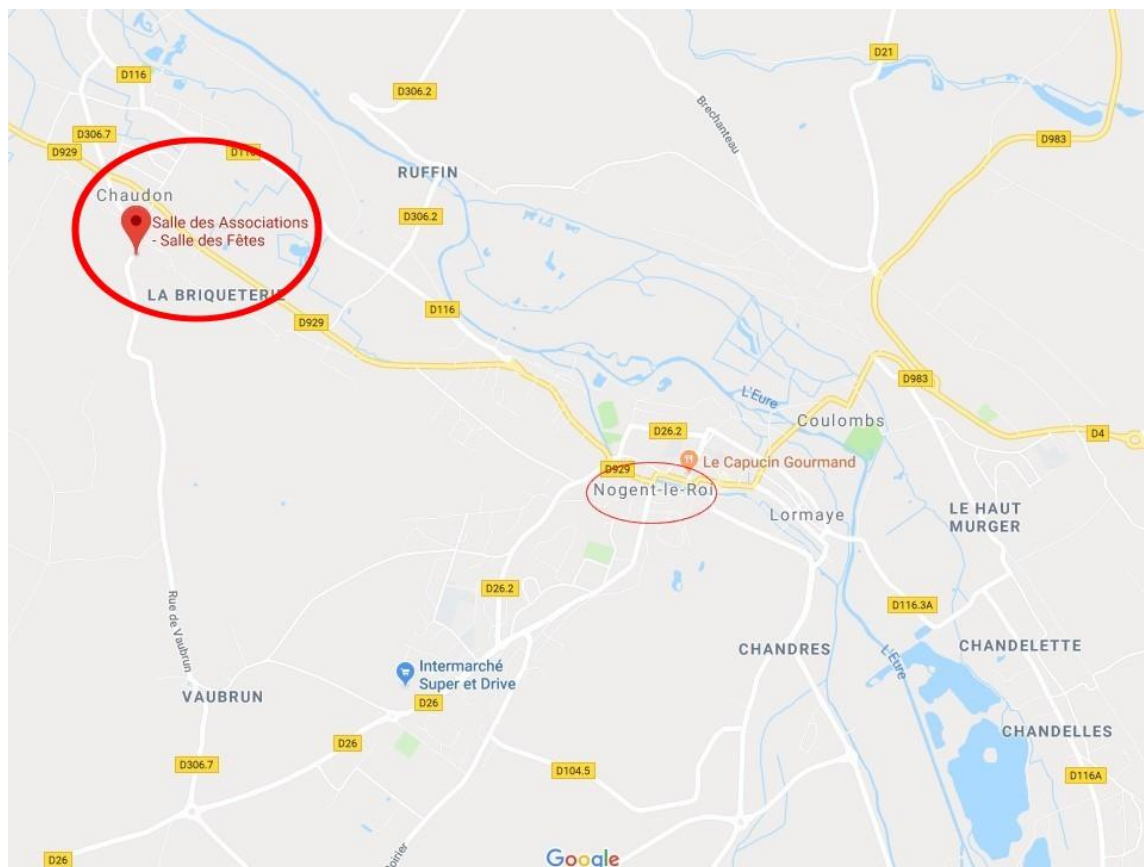 D21
D116
D306.2
Brechanteau
D306.7
D983
D929
D116
RUFFIN
Chaudon
D306.2
Salle des Associations
- Salle des Fêtes
LA BRIQUETERIE
D116
D929
D983
L'Eure
Coulombs
D26.2
D4
Le Capucin Gourmand
D929
Nogent-le-Roi
LE HAUT
MURGER
Lormaye
D26.2
D116.3A
Rue de Vaubrun
CHANDRES
L'Eure
CHANDELETTE
Intermarché
Super et Drive
VAUBRUN
D26
CHANDELLES
D26
D306.7
D104.5
D116A
Google
D26